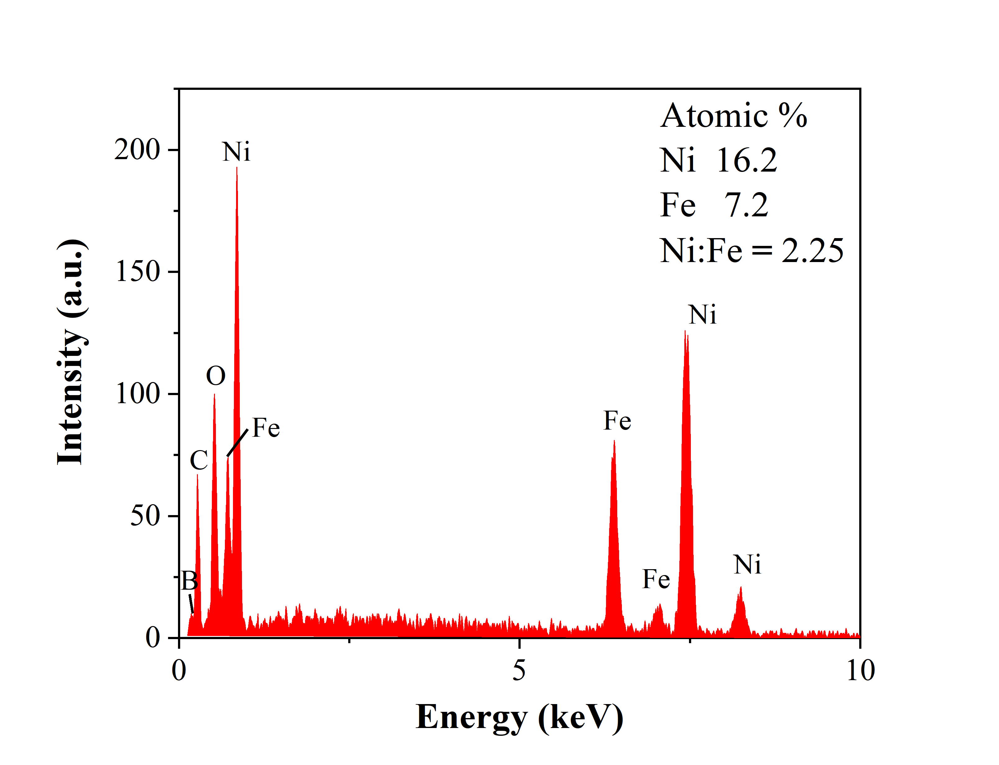 Atomic %
Ni 16.2
Fe 7.2
Ni:Fe = 2.25
200
150
100
50
0
Intensity (a.u.)
Ni
O
Fe
C
B
Fe
Fe
Ni
Ni
0
5
10
Energy (keV)